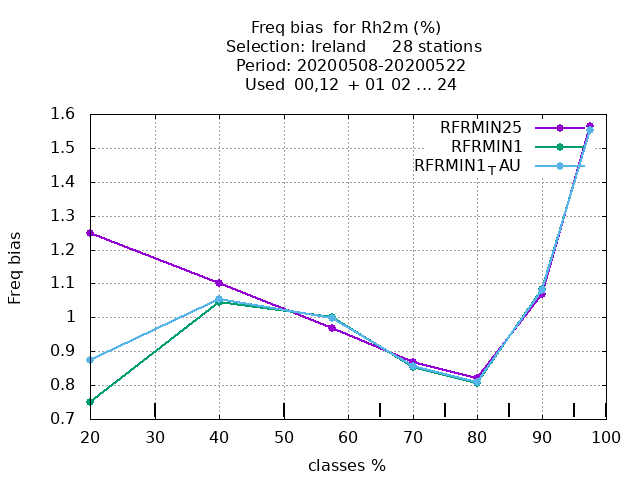 Freq bias  for Rh2m (%)
Selection: Ireland     28 stations
Period: 20200508-20200522
Used  00,12  + 01 02 ... 24
1.6
1.5
1.4
1.3
1.2
1.1
1
0.9
0.8
0.7
Freq bias
RFRMIN25
RFRMIN1
RFRMIN1TAU
20 30 40 50 60 70 80 90 100
classes %